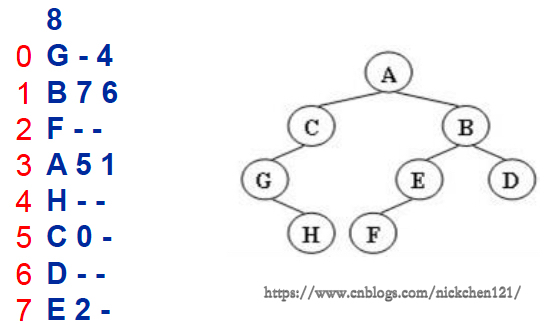 8
0 G - 4
1 B 7 6
2 F - -
3 A 5 1
4 H - -
5 C 0 -
6 D - -
7 E 2 -
A
C B
G E D
H F
https://www.cnblogs.com/nickchen121/